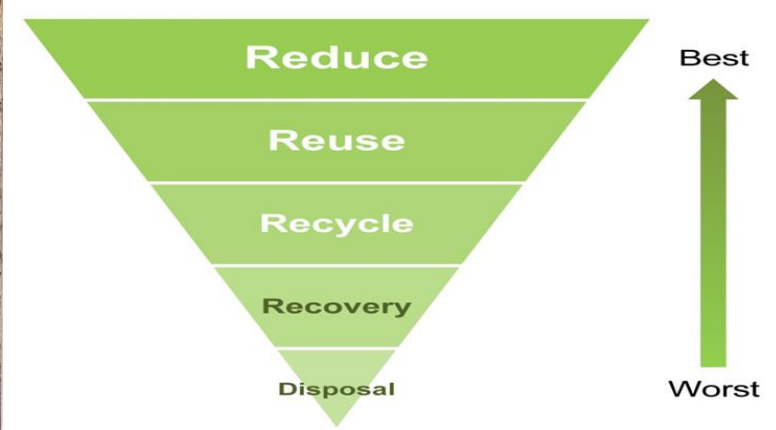 Reduce
Best
Reuse
Recycle
Recovery
Disposal
Worst